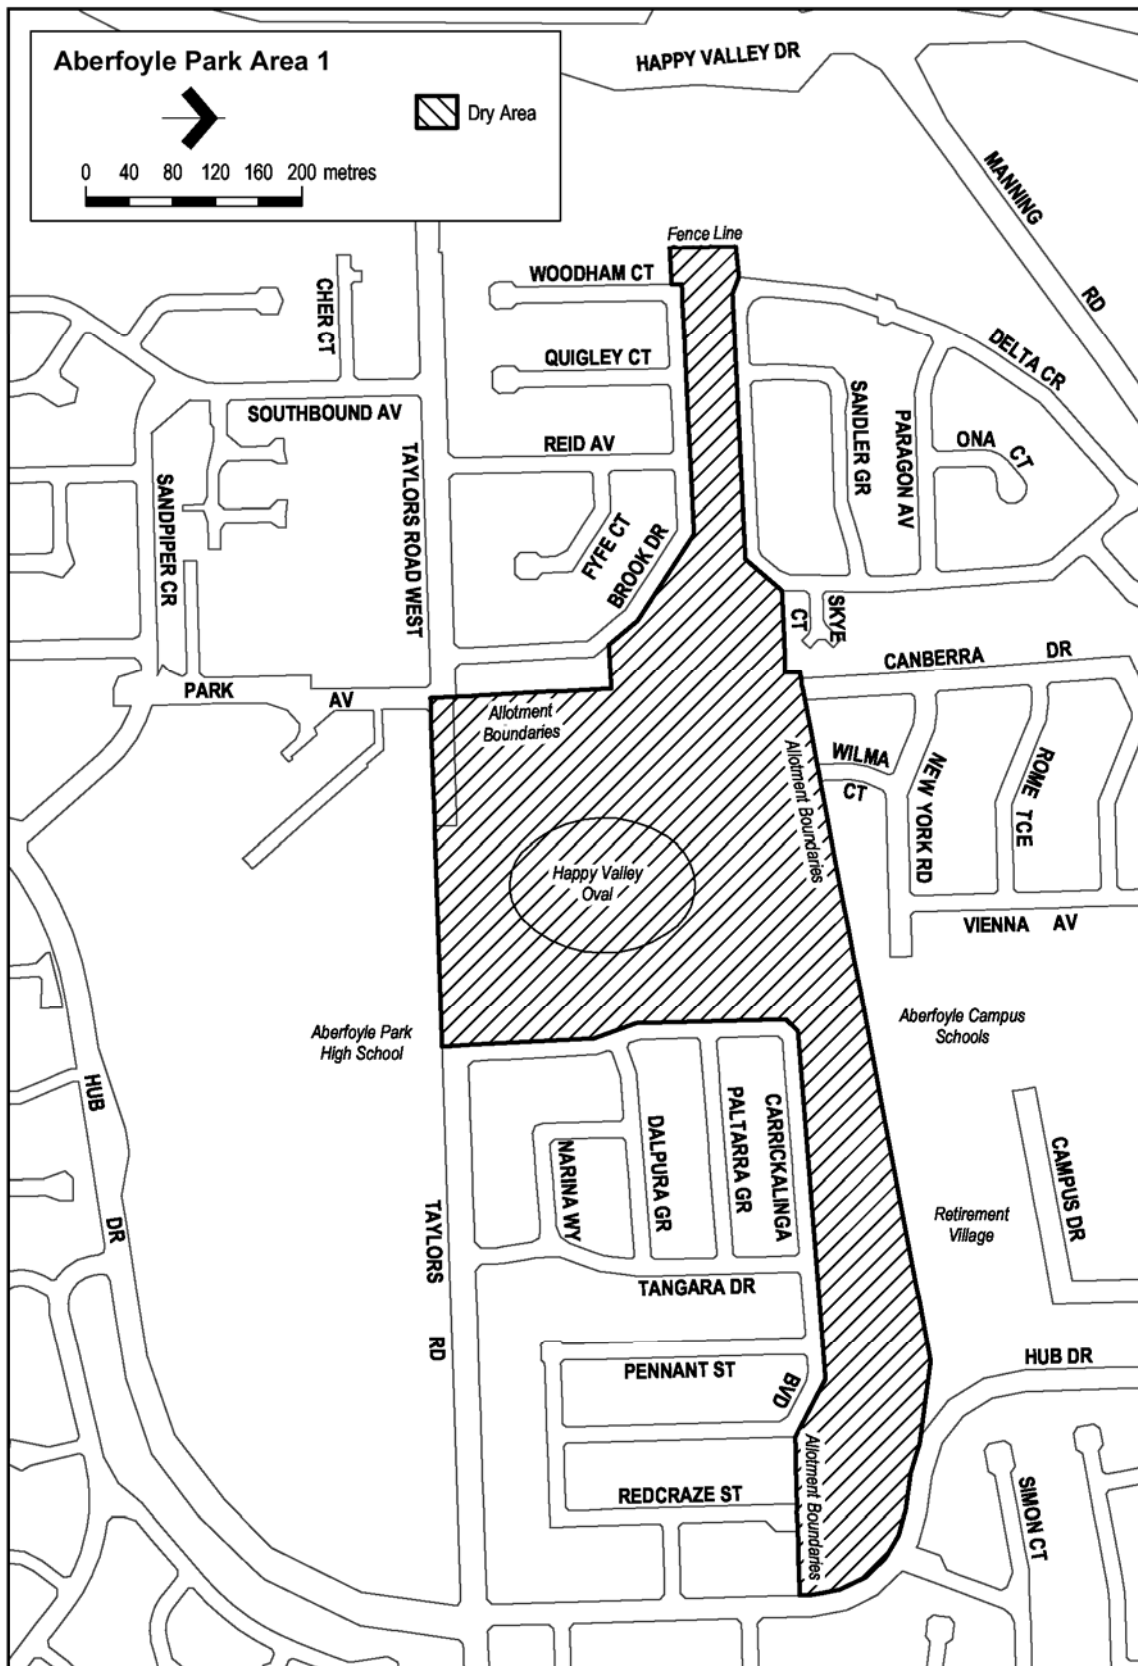 Aberfoyle Park Area 1
Dry Area
0 40 80 120 160 200 metres
HAPPY VALLEY DR
MANNING
RD
Fence Line
WOODHAM CT
CHER CT
QUIGLEY CT
DELTA CR
SOUTHBOUND AV
SANDLER GR
PARAGON AV
ONA CT
REID AV
TAYLORS ROAD WEST
SANDPIPER CR
FYFE CT
BROOK DR
SKYE
CT
CANBERRA DR
PARK AV
Allotment
Boundaries
Allotment Boundaries
WILMA
CT
NEW YORK RD
ROME TCE
Happy Valley
Oval
VIENNA AV
Aberfoyle Park
High School
Aberfoyle Campus
Schools
HUB
DR
CARRICKALINGA
PALTARRA GR
DALPURA GR
NARINA WY
CAMPUS DR
TAYLORS
RD
Retirement
Village
TANGARA DR
HUB DR
PENNANT ST
BVD
Allotment Boundaries
REDCRAZE ST
SIMON CT